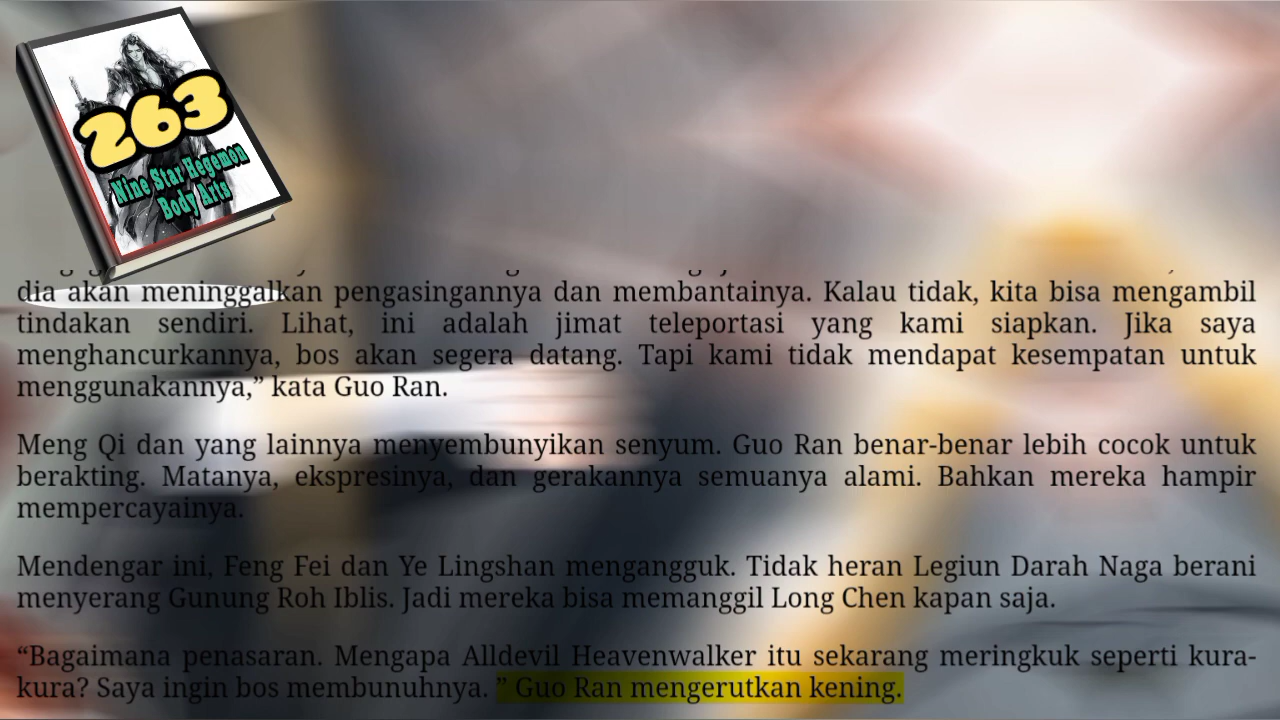 263
Nine Star Hegemon
Body Arts
dia akan meninggalkan pengasingannya dan membantainya. Kalau tidak, kita bisa mengambil
tindakan sendiri. Lihat, ini adalah jimat teleportasi yang kami siapkan. Jika saya
menghancurkannya, bos akan segera datang. Tapi kami tidak mendapat kesempatan untuk
menggunakannya,” kata Guo Ran.
Meng Qi dan yang lainnya menyembunyikan senyum. Guo Ran benar-benar lebih cocok untuk
berakting. Matanya, ekspresinya, dan gerakannya semuanya alami. Bahkan mereka hampir
mempercayainya.
Mendengar ini, Feng Fei dan Ye Lingshan mengangguk. Tidak heran Legiun Darah Naga berani
menyerang Gunung Roh Iblis. Jadi mereka bisa memanggil Long Chen kapan saja.
“Bagaimana penasaran. Mengapa Alldevil Heavenwalker itu sekarang meringkuk seperti kura-
kura? Saya ingin bos membunuhnya. ” Guo Ran mengerutkan kening.